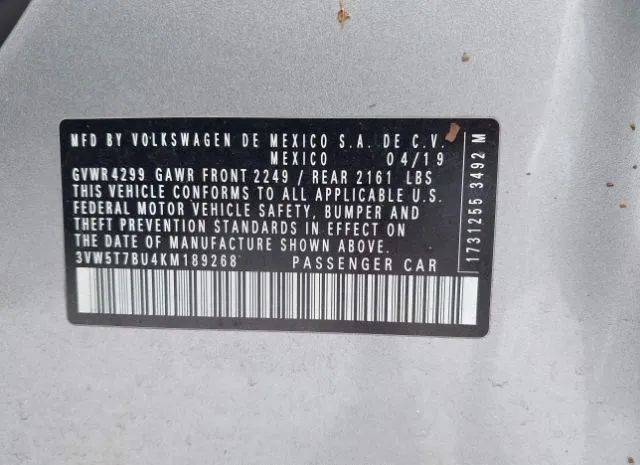 MFD BY VOLKSWAGEN DE MEXICO S.A. DE C.V.
MEXICO 04/19
GVWR4299 GAWR FRONT 2249 / REAR 2161 LBS
THIS VEHICLE CONFORMS TO ALL APPLICABLE U.S.
FEDERAL MOTOR VEHICLE SAFETY, BUMPER AND
THEFT PREVENTION STANDARDS IN EFFECT ON
THE DATE OF MANUFACTURE SHOWN ABOVE.
3VW5T7BU4KM189268 PASSENGER CAR
1731255 3492 M